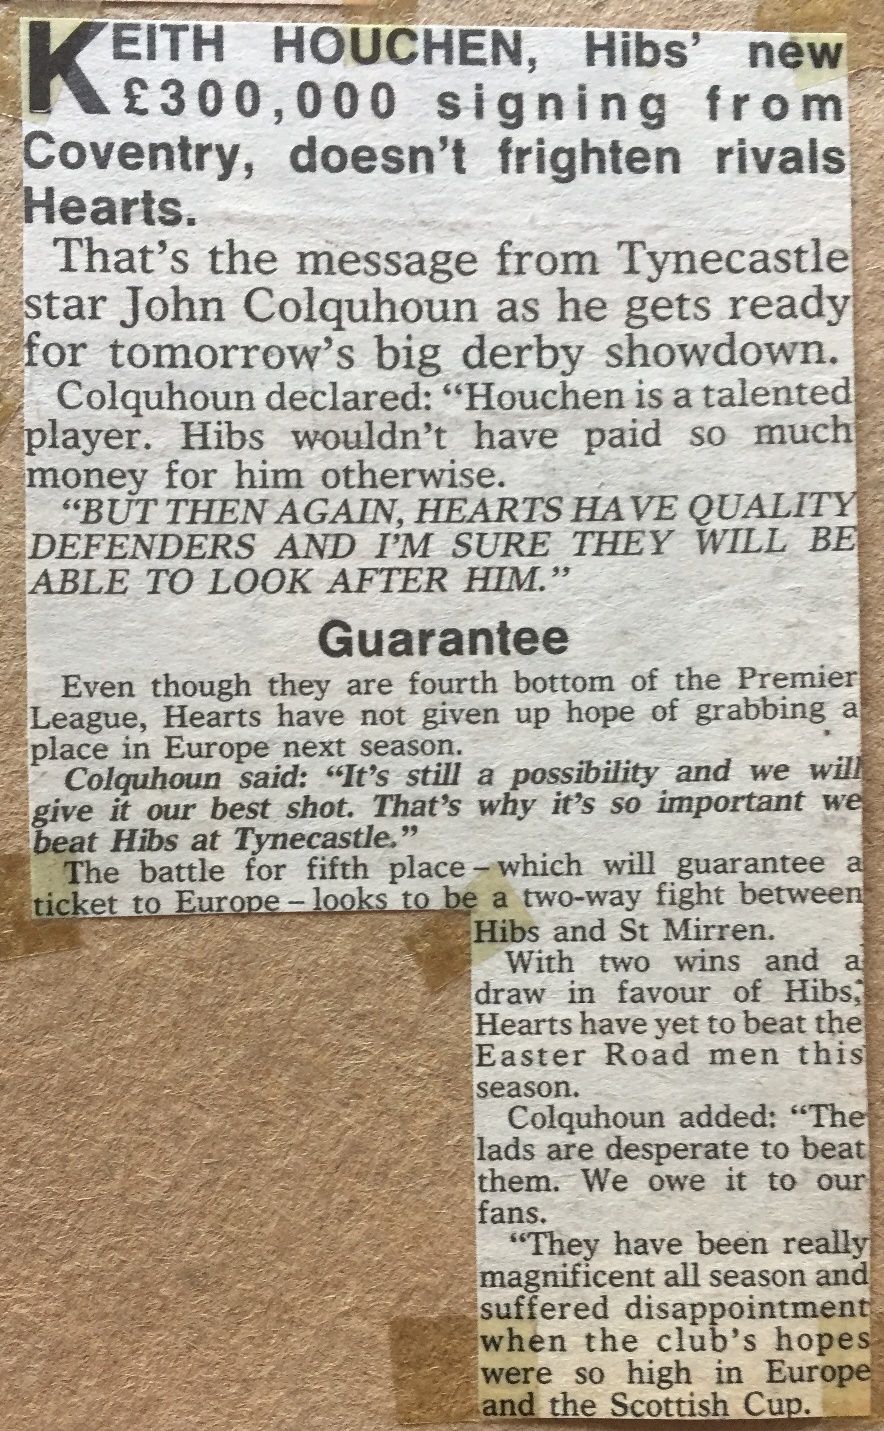 KEITH HOUCHEN, Hibs' new
£300,000 signing from
Coventry, doesn't frighten rivals
Hearts.
That's the message from Tynecastle
star John Colquhoun as he gets ready
for tomorrow's big derby showdown.
Colquhoun declared: “Houchen is a talented
player. Hibs wouldn't have paid so much
money for him otherwise.
“BUT THEN AGAIN, HEARTS HAVE QUALITY
DEFENDERS AND I'M SURE THEY WILL BE
ABLE TO LOOK AFTER HIM.”
Guarantee
Even though they are fourth bottom of the Premier
League, Hearts have not given up hope of grabbing a
place in Europe next season.
Colquhoun said: “It's still a possibility and we will
give it our best shot. That's why it's so important we
beat Hibs at Tynecastle.”
The battle for fifth place – which will guarantee a
ticket to Europe – looks to be a two-way fight between
Hibs and St Mirren.
With two wins and a
draw in favour of Hibs,
Hearts have yet to beat the
Easter Road men this
season.
Colquhoun added: “The
lads are desperate to beat
them. We owe it to our
fans.
“They have been really
magnificent all season and
suffered disappointment
when the club's hopes
were so high in Europe
and the Scottish Cup.